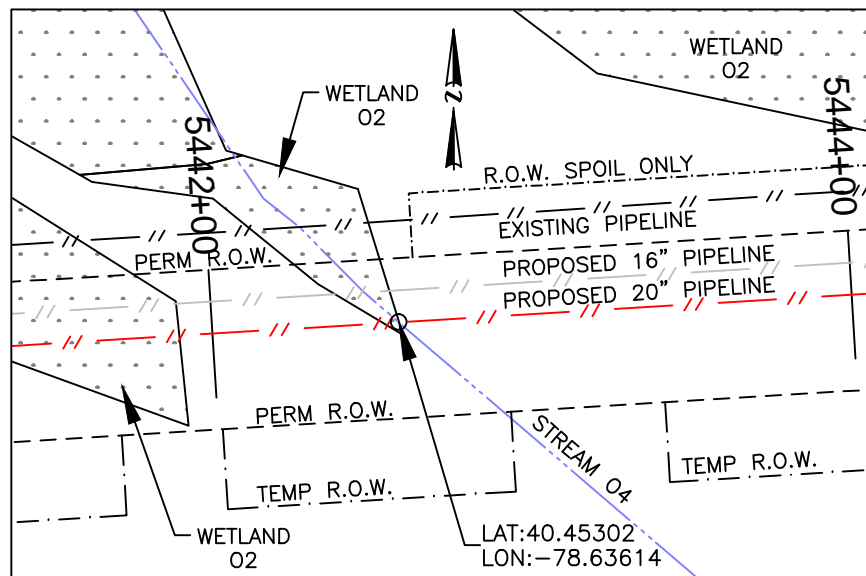 WETLAND
O2
WETLAND
O2
N
5442+00
5444+00
R.O.W. SPOIL ONLY
EXISTING PIPELINE
PERM R.O.W.
PROPOSED 16" PIPELINE
PROPOSED 20" PIPELINE
PERM R.O.W.
STREAM O4
TEMP R.O.W.
TEMP R.O.W.
WETLAND
O2
LAT:40.45302
LON:-78.63614